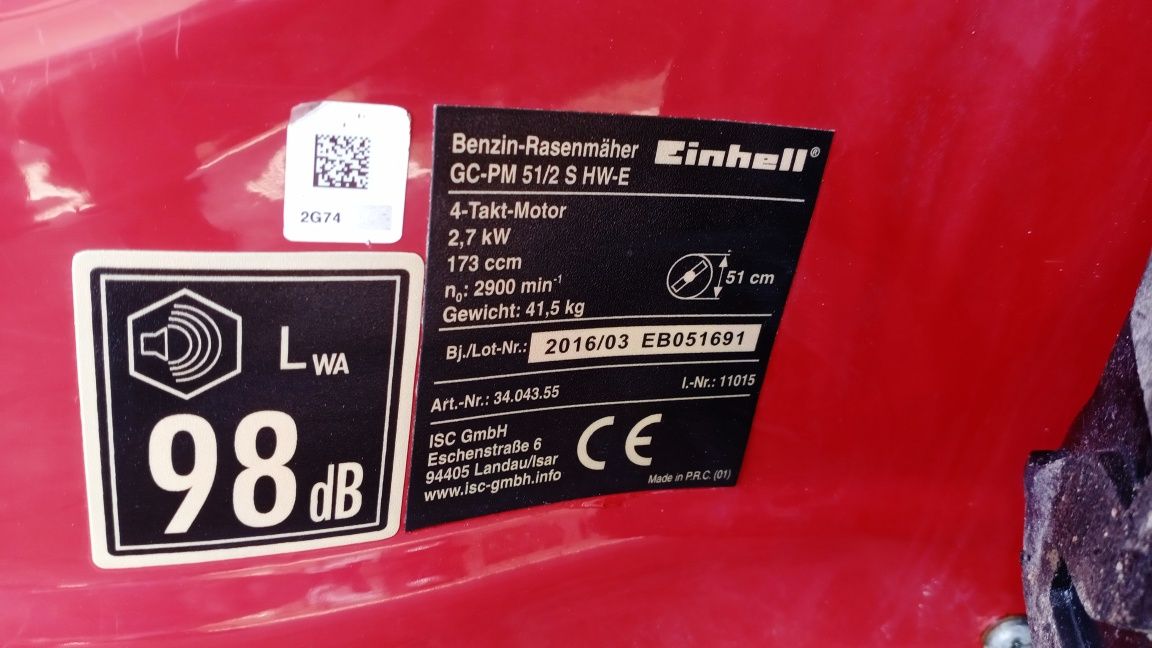 2G74
Benzin-Rasenmäher Einhell®
GC-PM 51/2 S HW-E
4-Takt-Motor
2,7 kW
173 ccm
n₀: 2900 min⁻¹
51 cm
Gewicht: 41,5 kg
Bj./Lot-Nr.: 2016/03 EB051691
Art.-Nr.: 34.043.55 I.-Nr.: 11015
ISC GmbH
Eschenstraße 6
94405 Landau/Isar
www.isc-gmbh.info
CE
Made in P.R.C. (01)
LWA
98 dB